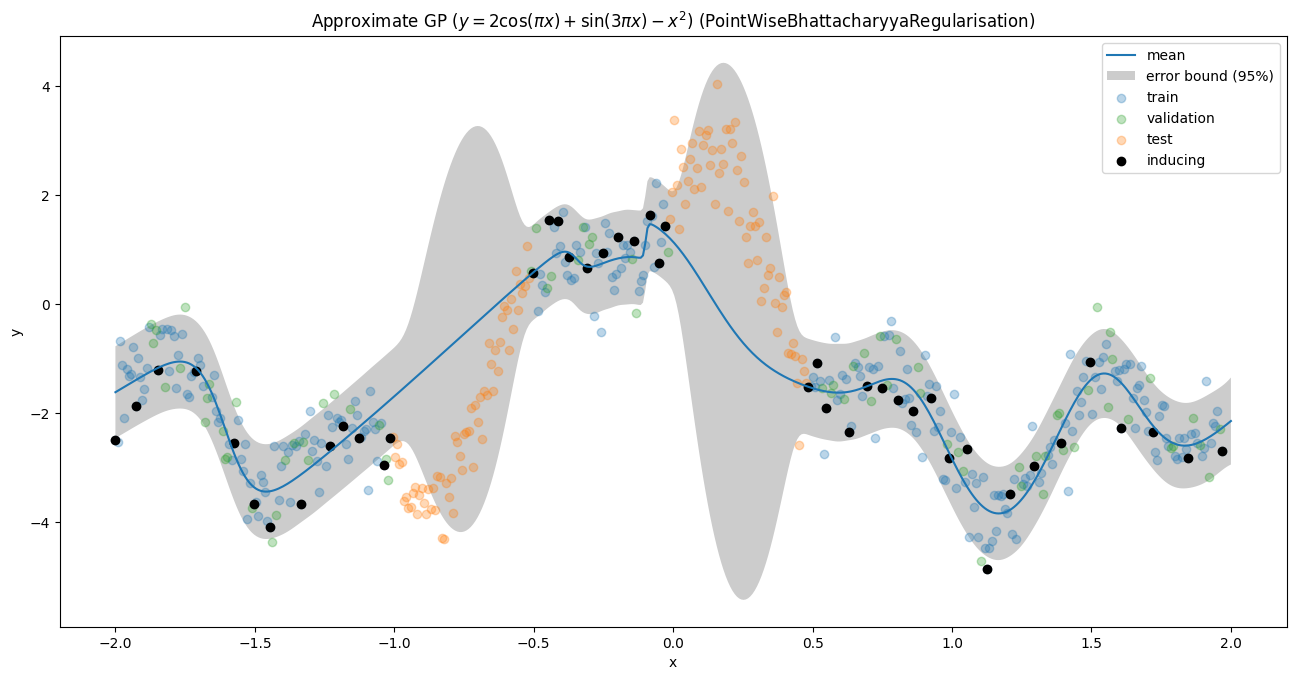 Approximate GP (y = 2cos(πx) + sin(3πx) − x²) (PointWiseBhattacharyyaRegularisation)
mean
error bound (95%)
train
validation
test
inducing
y
4
2
0
−2
−4
−2.0 −1.5 −1.0 −0.5 0.0 0.5 1.0 1.5 2.0
x